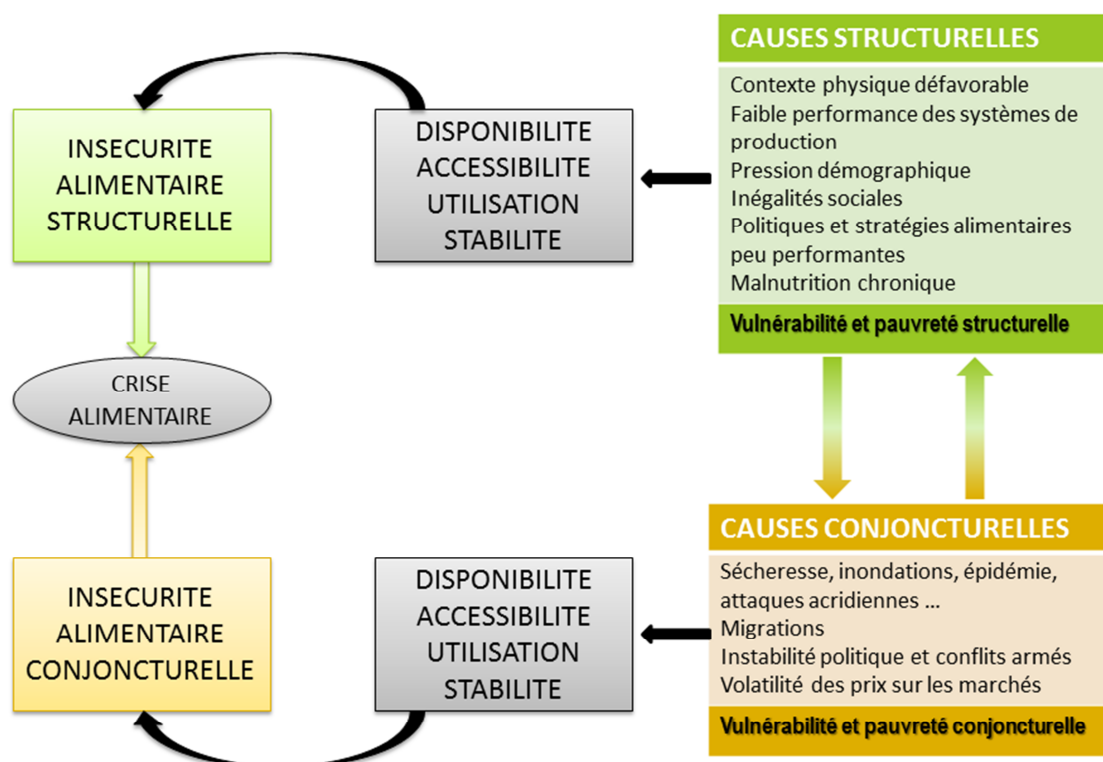 CAUSES STRUCTURELLES
Contexte physique défavorable
Faible performance des systèmes de
production
Pression démographique
Inégalités sociales
Politiques et stratégies alimentaires
peu performantes
Malnutrition chronique
Vulnérabilité et pauvreté structurelle
DISPONIBILITE
ACCESSIBILITE
UTILISATION
STABILITE
INSECURITE
ALIMENTAIRE
STRUCTURELLE
CRISE
ALIMENTAIRE
CAUSES CONJONCTURELLES
Sécheresse, inondations, épidémie,
attaques acridiennes ...
Migrations
Instabilité politique et conflits armés
Volatilité des prix sur les marchés
Vulnérabilité et pauvreté conjoncturelle
DISPONIBILITE
ACCESSIBILITE
UTILISATION
STABILITE
INSECURITE
ALIMENTAIRE
CONJONCTURELLE